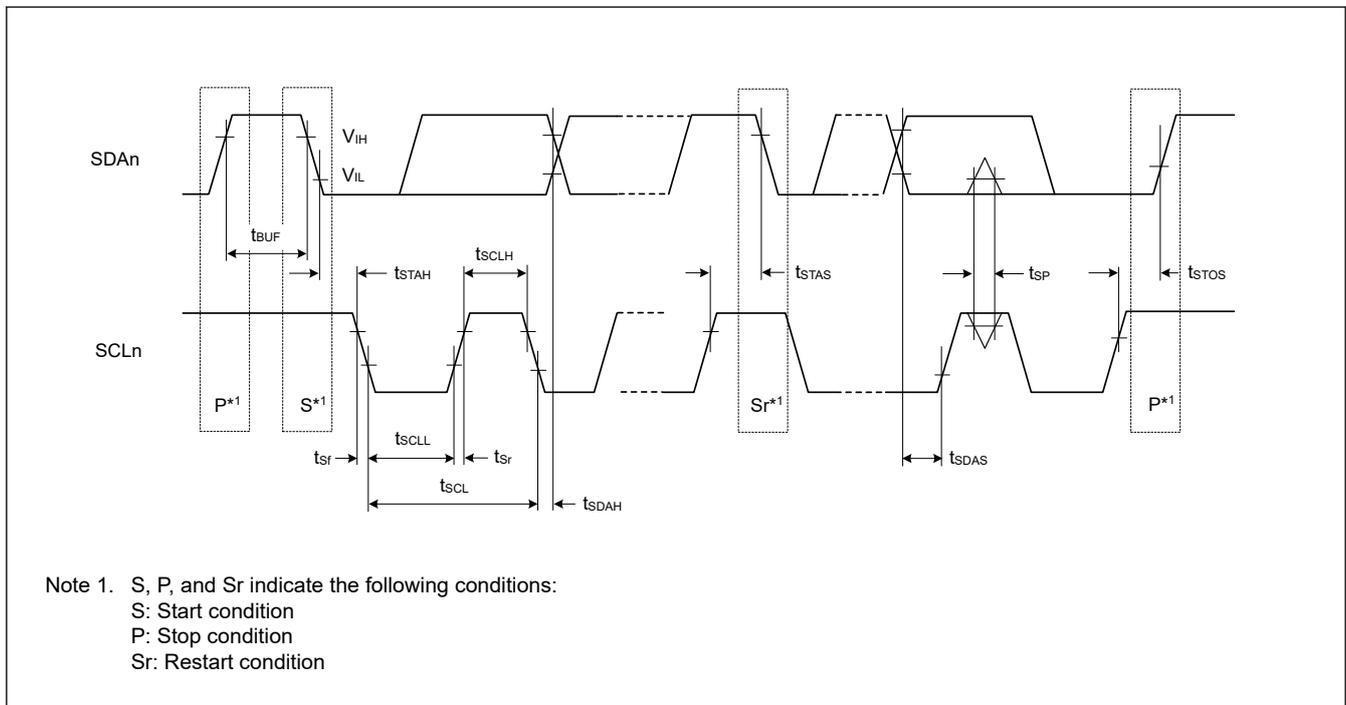 SDAn
VIH
VIL
tBUF
tSTAH
tSCLH
tSTAS
tSP
tSTOS
SCLn
P*1
S*1
Sr*1
P*1
tSCLL
tSf
tSr
tSDAS
tSCL
tSDAH
Note 1. S, P, and Sr indicate the following conditions:
S: Start condition
P: Stop condition
Sr: Restart condition